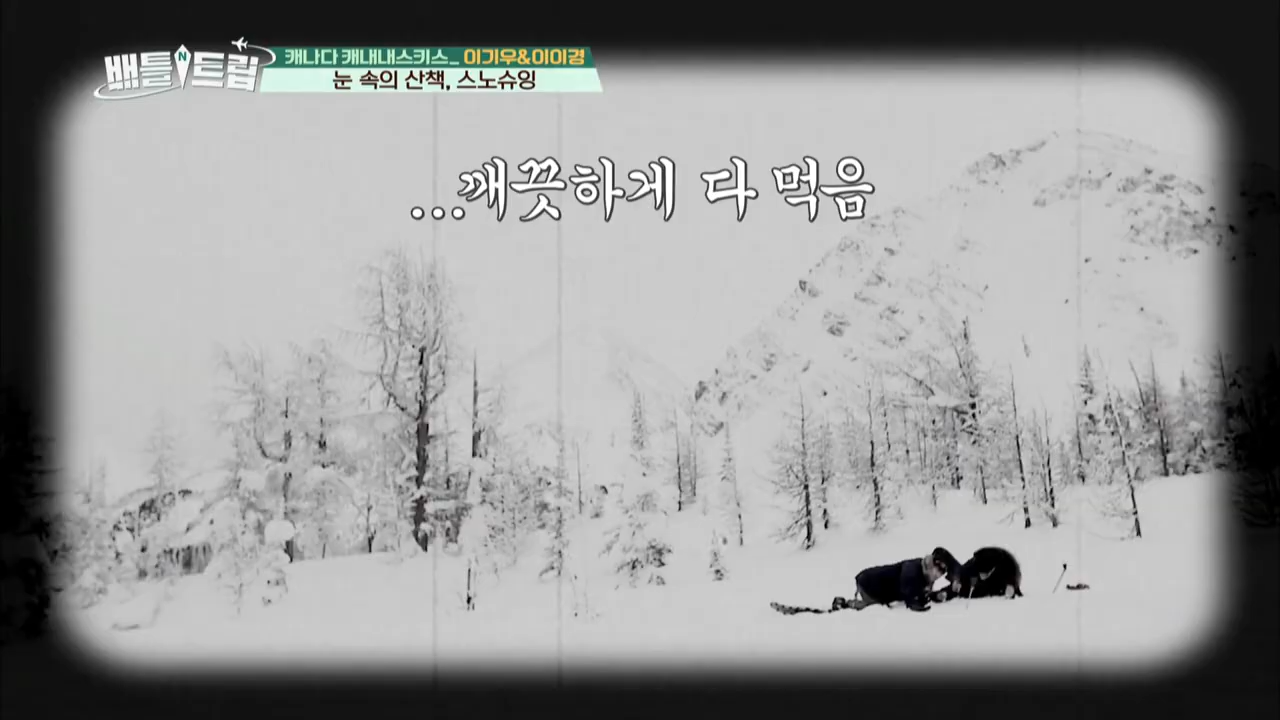 배틀 N 트립
캐나다 캐내내스키스_ 이기우&이이경
눈 속의 산책, 스노슈잉
...깨끗하게 다 먹음